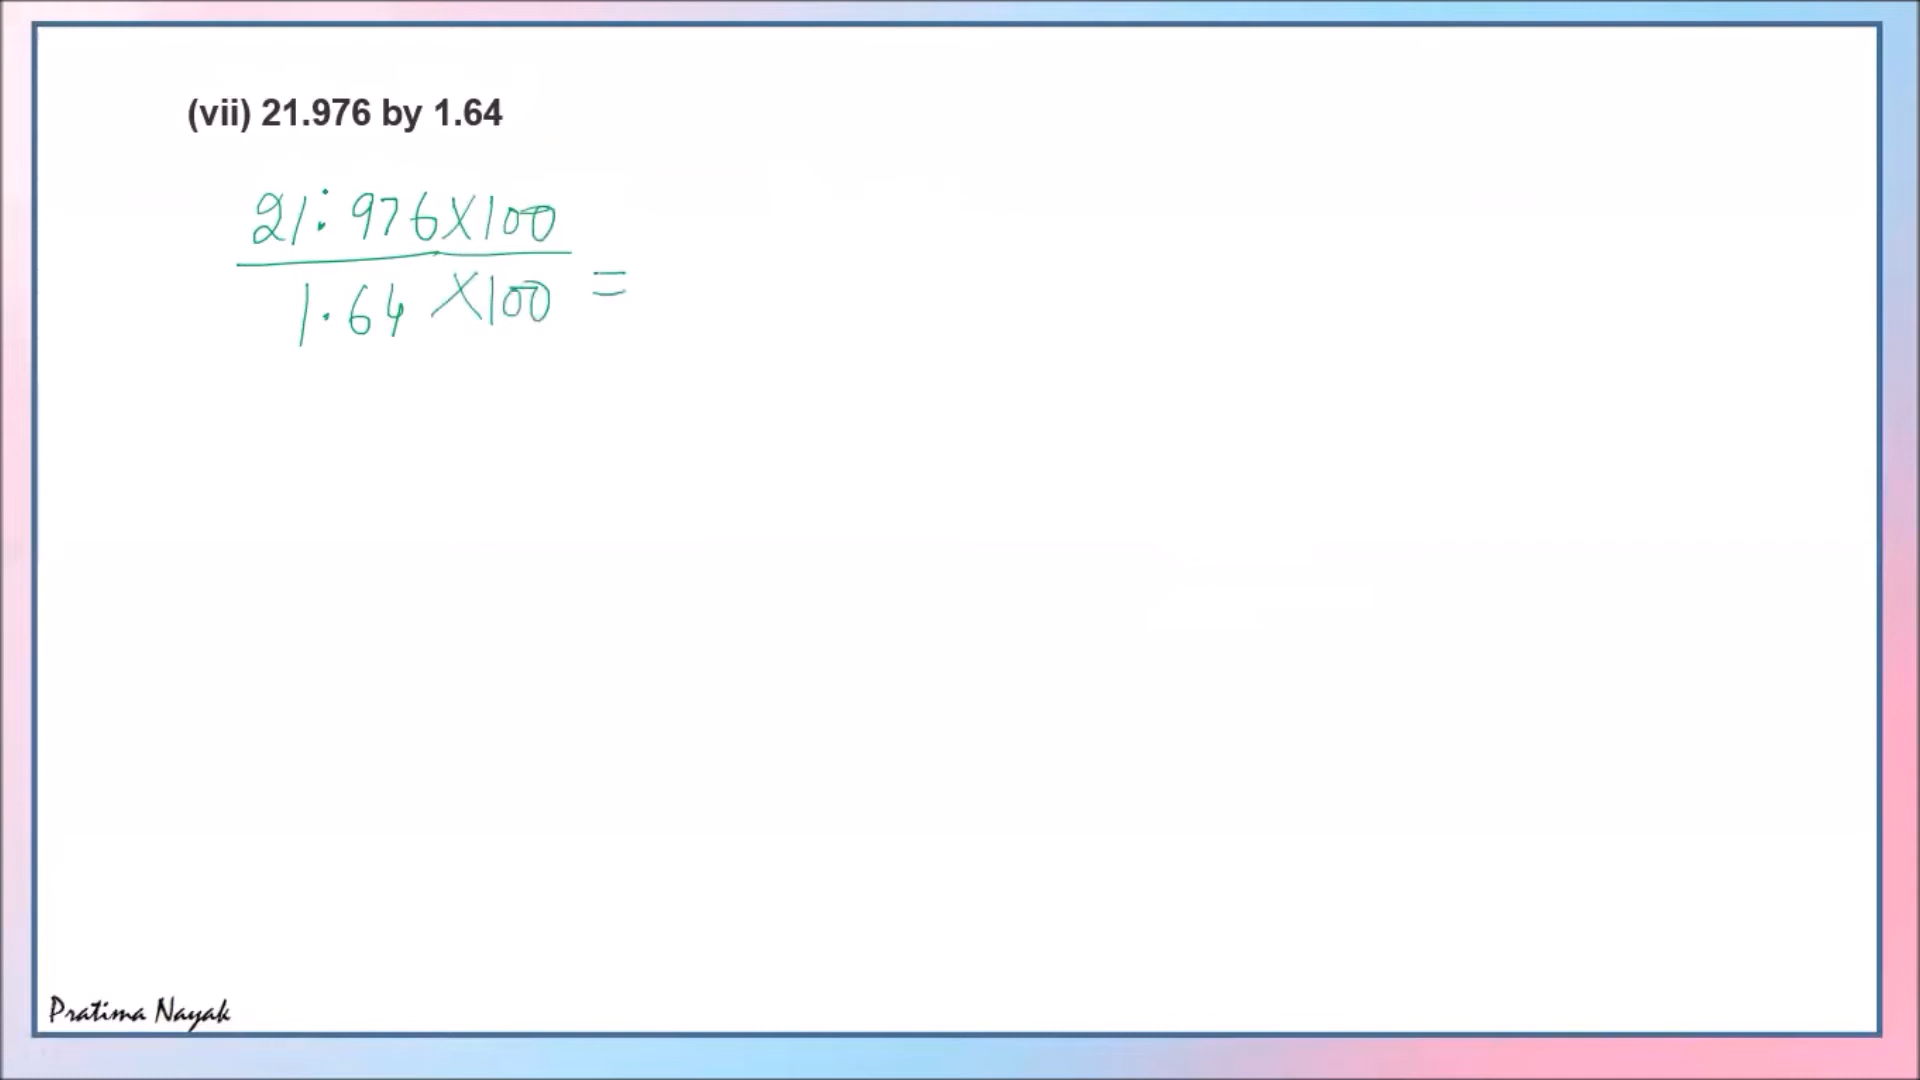 (vii) 21.976 by 1.64
21.976X100
1.64 X100 =
Pratima Nayak